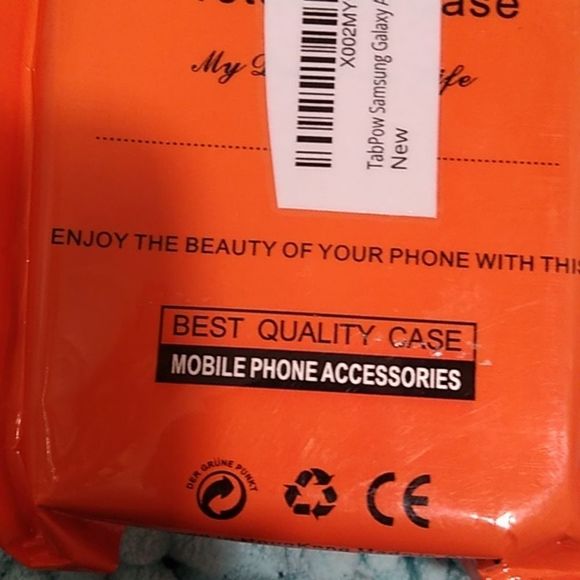 ase
My ife
X002MY
TabPow Samsung Galaxy A
New
ENJOY THE BEAUTY OF YOUR PHONE WITH THIS
BEST QUALITY CASE
MOBILE PHONE ACCESSORIES
DER GRÜNE PUNKT
CE